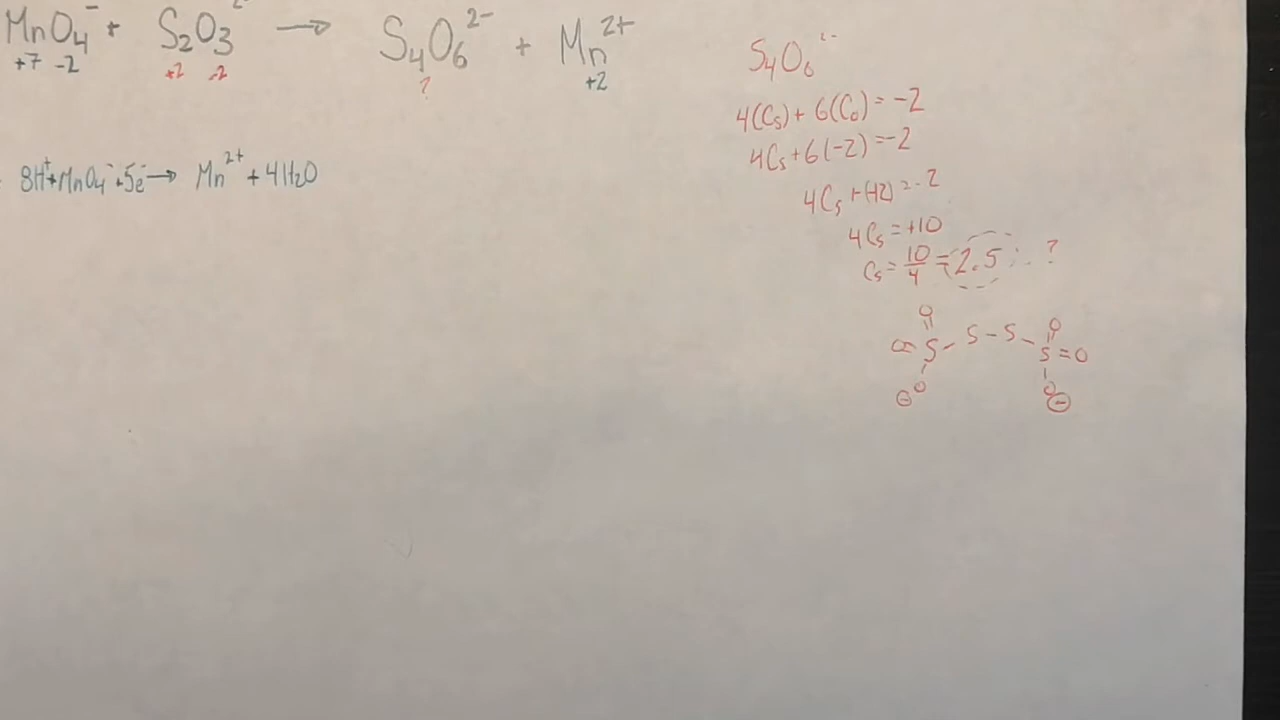 MnO₄⁻ + S₂O₃²⁻ → S₄O₆²⁻ + Mn²⁺
+7 -2 +2 -2 ? +2
8H⁺+MnO₄⁻+5e⁻→ Mn²⁺ + 4H₂O
S₄O₆²⁻
4(Cₛ)+ 6(Cₒ)=-2
4Cₛ+6(-2)=-2
4Cₛ+(-12)=-2
4Cₛ=+10
Cₛ=10/4=2.5 ?
O O
O=S-S-S-S=O
⊖O O⊖